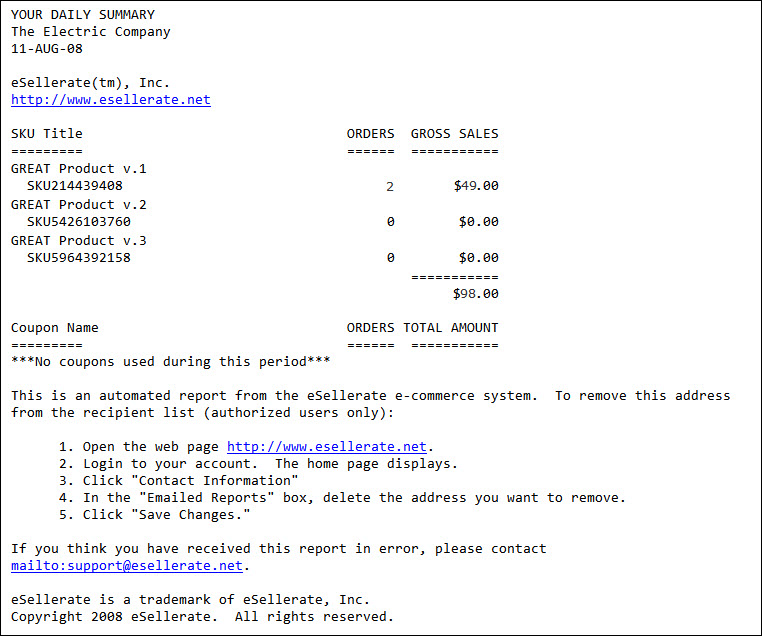 YOUR DAILY SUMMARY
The Electric Company
11-AUG-08
eSellerate(tm), Inc.
http://www.esellerate.net
SKU Title ORDERS GROSS SALES
========= ====== ===========
GREAT Product v.1
SKU214439408 2 $49.00
GREAT Product v.2
SKU5426103760 0 $0.00
GREAT Product v.3
SKU5964392158 0 $0.00
===========
$98.00
Coupon Name ORDERS TOTAL AMOUNT
========= ====== ===========
***No coupons used during this period***
This is an automated report from the eSellerate e-commerce system.  To remove this address
from the recipient list (authorized users only):
1. Open the web page http://www.esellerate.net.
2. Login to your account.  The home page displays.
3. Click "Contact Information"
4. In the "Emailed Reports" box, delete the address you want to remove.
5. Click "Save Changes."
If you think you have received this report in error, please contact
mailto:support@esellerate.net.
eSellerate is a trademark of eSellerate, Inc.
Copyright 2008 eSellerate.  All rights reserved.